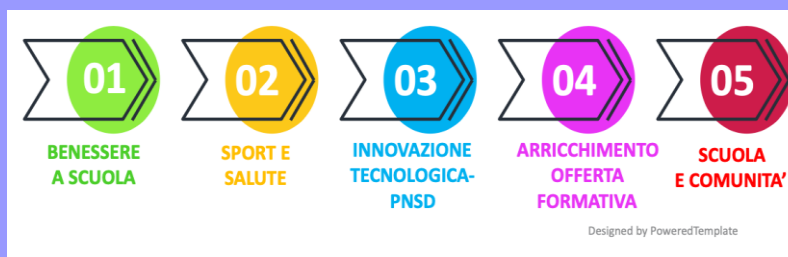 01
02
03
04
05
BENESSERE
A SCUOLA
SPORT E
SALUTE
INNOVAZIONE
TECNOLOGICA-
PNSD
ARRICCHIMENTO
OFFERTA
FORMATIVA
SCUOLA
E COMUNITA’
Designed by PoweredTemplate